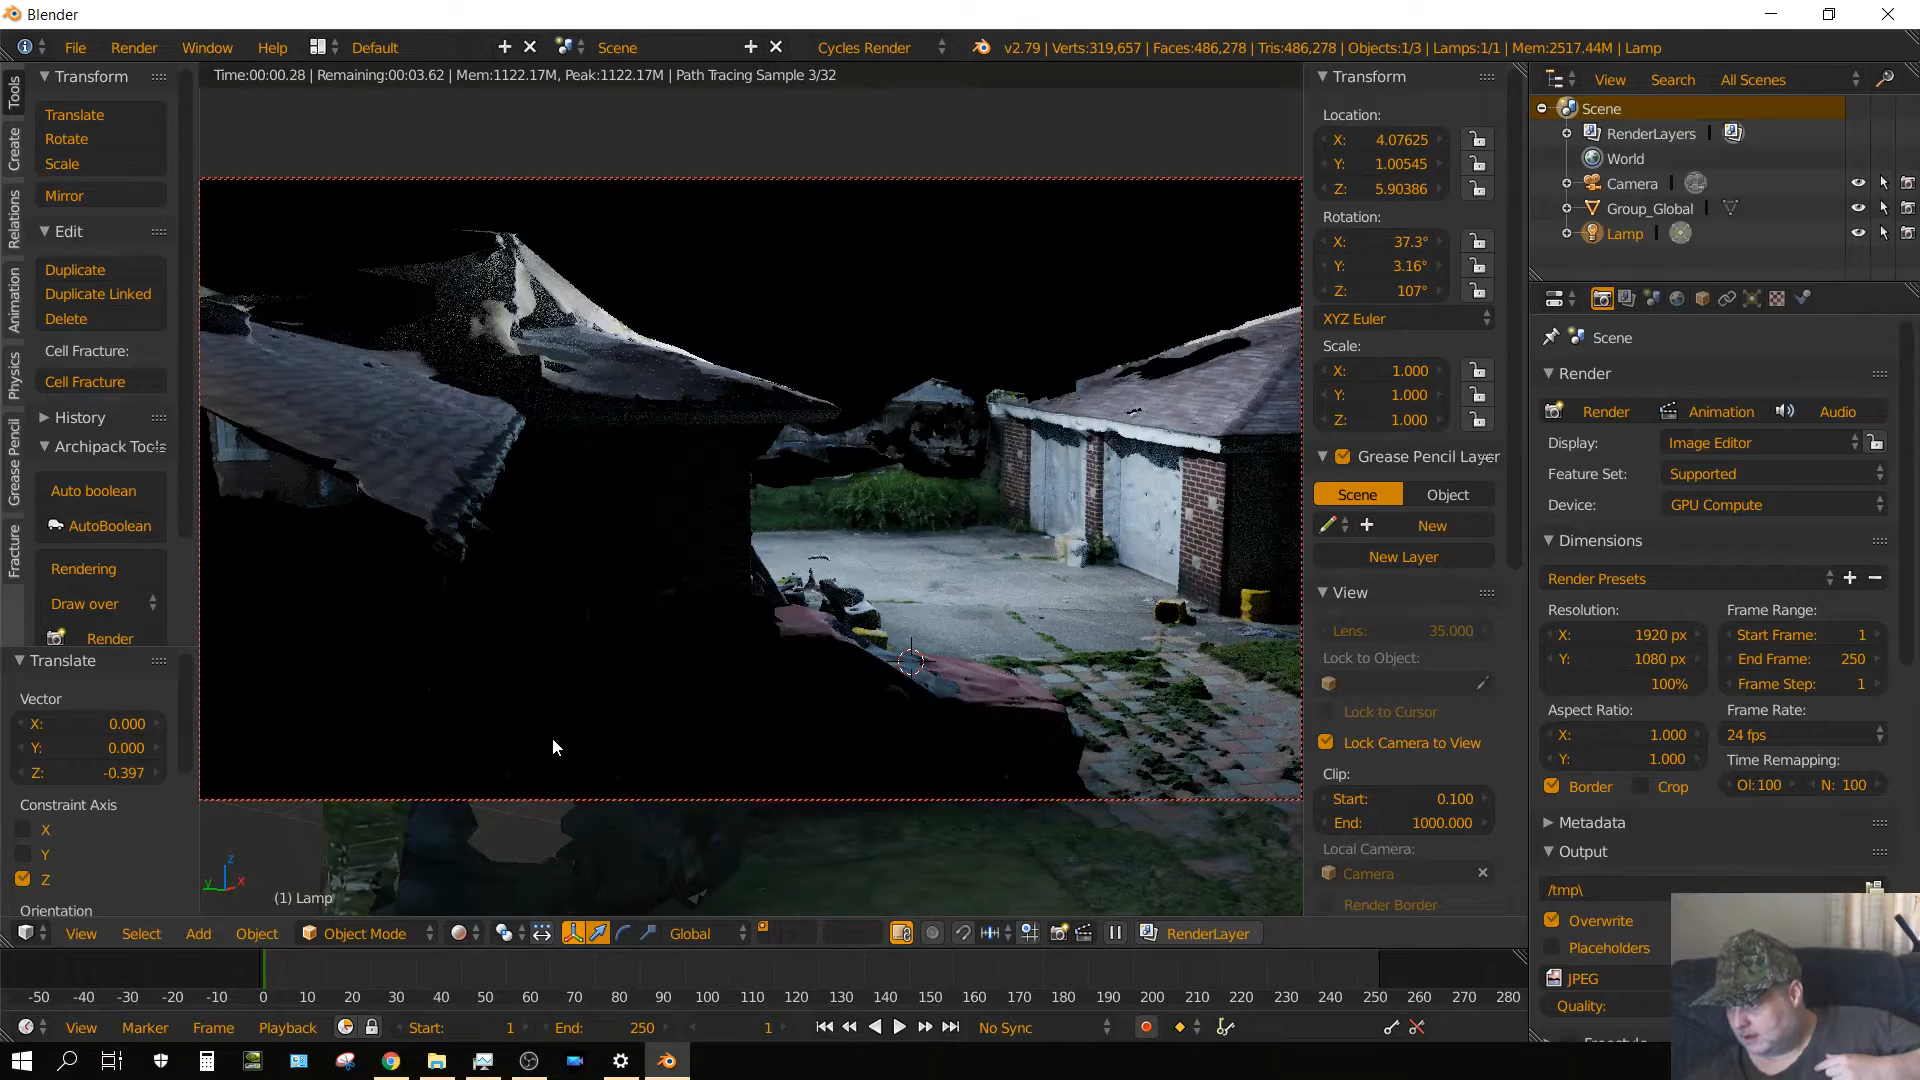 Blender
File Render Window Help Default Scene Cycles Render v2.79 | Verts:319,657 | Faces:486,278 | Tris:486,278 | Objects:1/3 | Lamps:1/1 | Mem:2517.44M | Lamp
Time:00:00.28 | Remaining:00:03.62 | Mem:1122.17M, Peak:1122.17M | Path Tracing Sample 3/32
Tools
Create
Relations
Animation
Physics
Grease Pencil
Fracture
Transform
Translate
Rotate
Scale
Mirror
Edit
Duplicate
Duplicate Linked
Delete
Cell Fracture:
Cell Fracture
History
Archipack Tools
Auto boolean
AutoBoolean
Rendering
Draw over
Render
Translate
Vector
X: 0.000
Y: 0.000
Z: -0.397
Constraint Axis
X
Y
Z
Orientation
z
y
x
(1) Lamp
Transform
Location:
X: 4.07625
Y: 1.00545
Z: 5.90386
Rotation:
X: 37.3°
Y: 3.16°
Z: 107°
XYZ Euler
Scale:
X: 1.000
Y: 1.000
Z: 1.000
Grease Pencil Layer
Scene Object
New
New Layer
View
Lens: 35.000
Lock to Object:
Lock to Cursor
Lock Camera to View
Clip:
Start: 0.100
End: 1000.000
Local Camera:
Camera
Render Border
View Search All Scenes
Scene
RenderLayers
World
Camera
Group_Global
Lamp
Scene
Render
Render Animation Audio
Display: Image Editor
Feature Set: Supported
Device: GPU Compute
Dimensions
Render Presets
Resolution: Frame Range:
X: 1920 px Start Frame: 1
Y: 1080 px End Frame: 250
100% Frame Step: 1
Aspect Ratio: Frame Rate:
X: 1.000 24 fps
Y: 1.000 Time Remapping:
Border Crop Ol: 100 N: 100
Metadata
Output
/tmp\
Overwrite
Placeholders
JPEG
Quality:
View Select Add Object Object Mode Global RenderLayer
-50 -40 -30 -20 -10 0 10 20 30 40 50 60 70 80 90 100 110 120 130 140 150 160 170 180 190 200 210 220 230 240 250 260 270 280
View Marker Frame Playback Start: 1 End: 250 1 No Sync